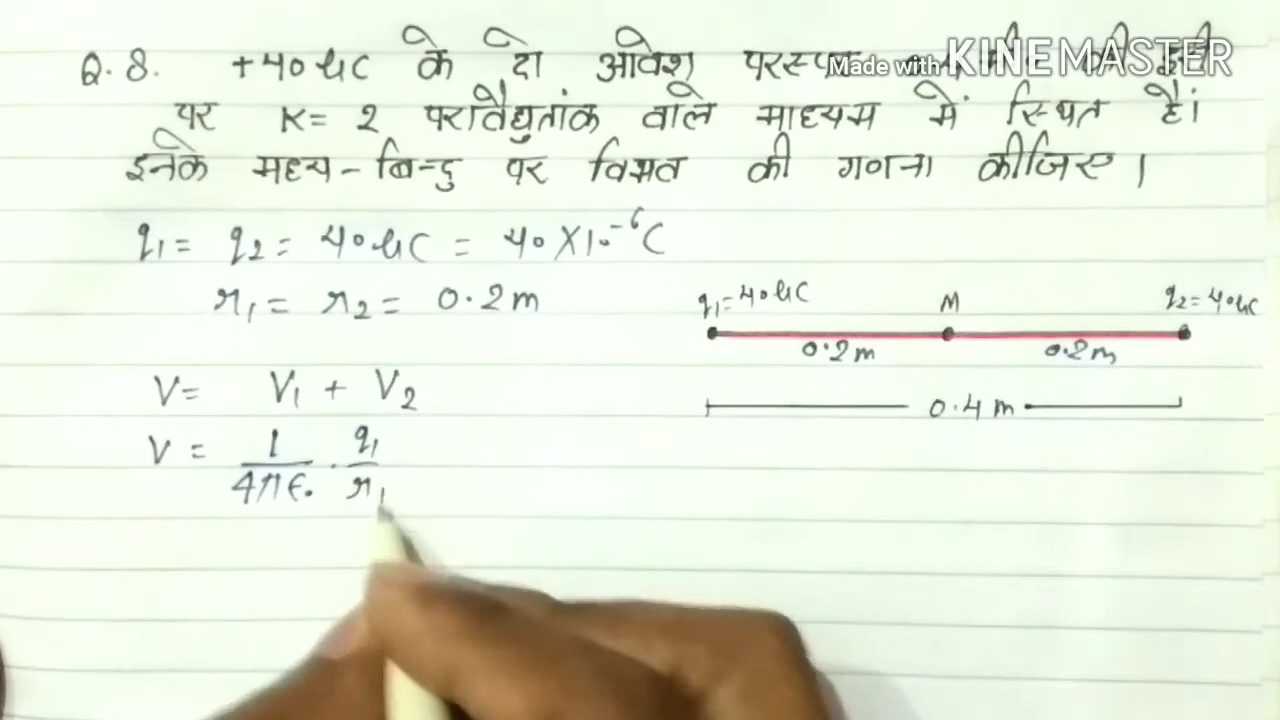 Q.8. +40μC के दो आवेश परस्पर की दूरी
Made with KINEMASTER
पर K= 2 परावैद्युतांक वाले माध्यम में स्थित है।
इनके मध्य-बिन्दु पर विभव की गणना कीजिए।
q₁= q₂= 40μC = 40X10⁻⁶C
r₁= r₂= 0.2m
q₁=40μC M q₂=40μC
0.2m 0.2m
0.4m
V= V₁ + V₂
V = 1/4πε₀ . q₁/r₁